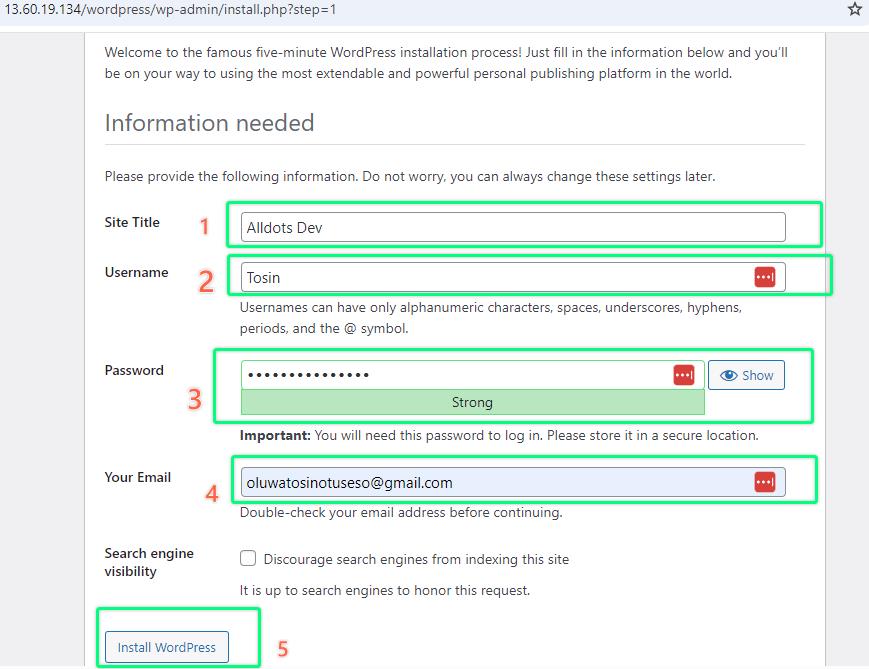 13.60.19.134/wordpress/wp-admin/install.php?step=1
Welcome to the famous five-minute WordPress installation process! Just fill in the information below and you’ll
be on your way to using the most extendable and powerful personal publishing platform in the world.
Information needed
Please provide the following information. Do not worry, you can always change these settings later.
Site Title 1 Alldots Dev
Username 2 Tosin
Usernames can have only alphanumeric characters, spaces, underscores, hyphens,
periods, and the @ symbol.
Password 3 ••••••••••••••• Show
Strong
Important: You will need this password to log in. Please store it in a secure location.
Your Email 4 oluwatosinotuseso@gmail.com
Double-check your email address before continuing.
Search engine
visibility
Discourage search engines from indexing this site
It is up to search engines to honor this request.
Install WordPress 5